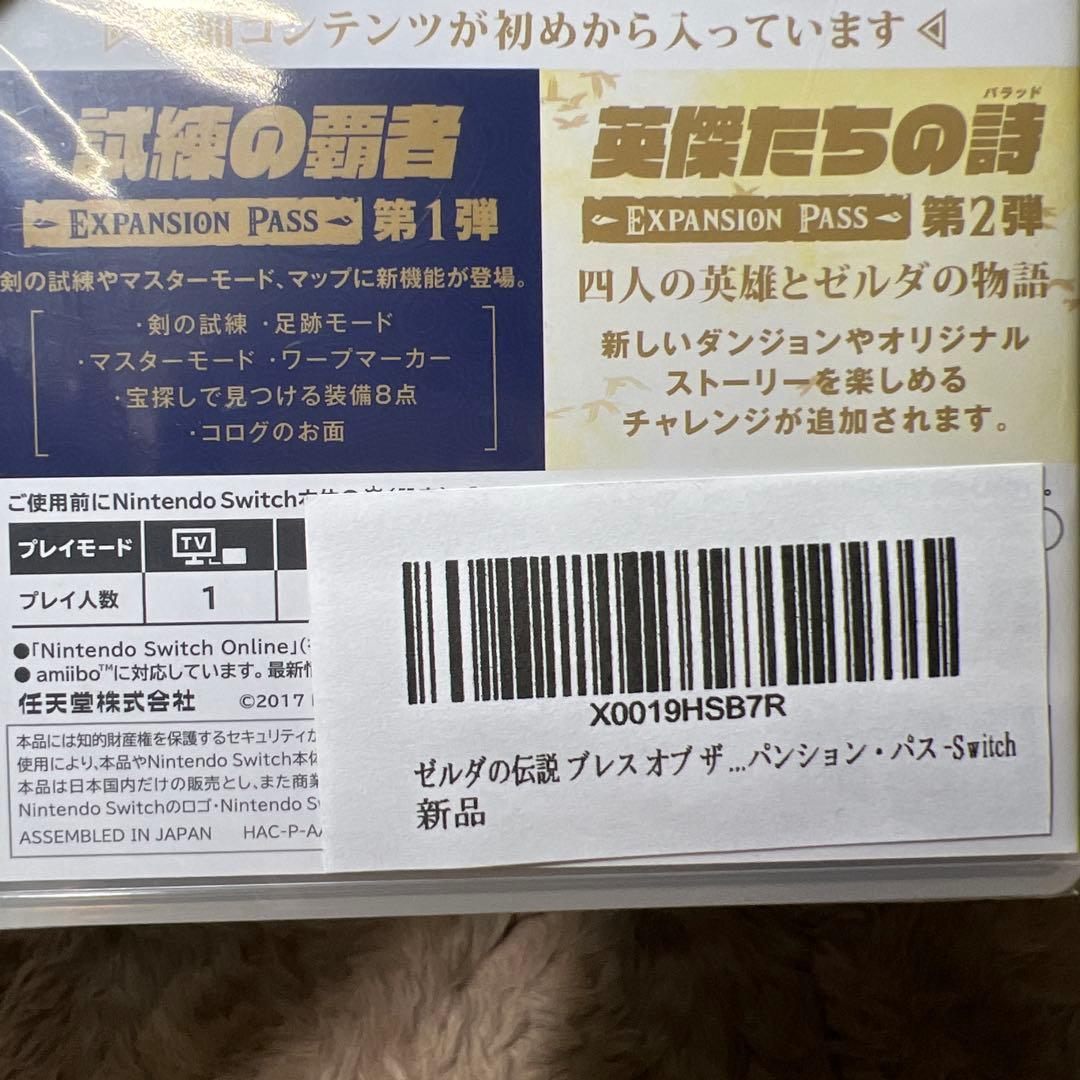 コンテンツが初めから入っています
試練の覇者
EXPANSION PASS 第1弾
剣の試練やマスターモード、マップに新機能が登場。
・剣の試練 ・足跡モード
・マスターモード ・ワープマーカー
・宝探しで見つける装備8点
・コログのお面
バラッド
英傑たちの詩
EXPANSION PASS 第2弾
四人の英雄とゼルダの物語
新しいダンジョンやオリジナル
ストーリーを楽しめる
チャレンジが追加されます。
ご使用前にNintendo Switch本体の
プレイモード TV
プレイ人数 1
●「Nintendo Switch Online」(
● amiibo™に対応しています。最新情
任天堂株式会社 ©2017
本品には知的財産権を保護するセキュリティが
使用により、本品やNintendo Switch本体
本品は日本国内だけの販売とし、また商業
Nintendo Switchのロゴ・Nintendo Sw
ASSEMBLED IN JAPAN HAC-P-AA
X0019HSB7R
ゼルダの伝説 ブレス オブ ザ ...パンション・パス -Switch
新品